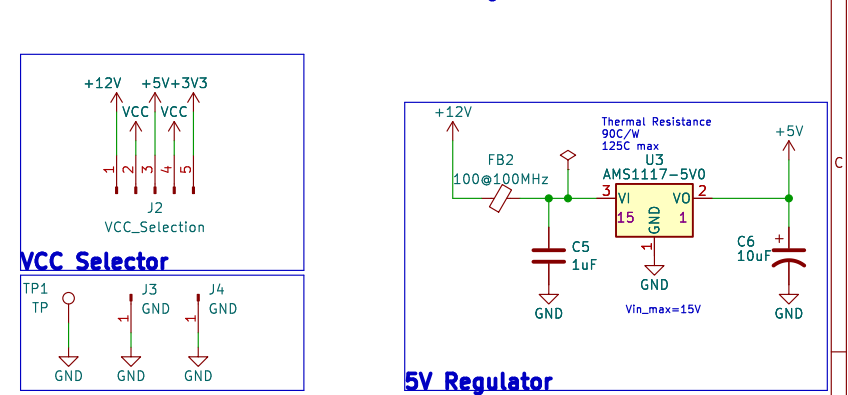 +12V +5V +3V3
VCC VCC
1 2 3 4 5
J2
VCC_Selection
VCC Selector
TP1
TP
J3
GND
1
J4
GND
1
GND GND GND
+12V
Thermal Resistance
90C/W
125C max
+5V
FB2
100@100MHz
U3
AMS1117-5V0
3 VI VO 2
15 GND 1
1
GND
C5
1uF
GND
C6
10uF
+
GND
Vin_max=15V
5V Regulator
C